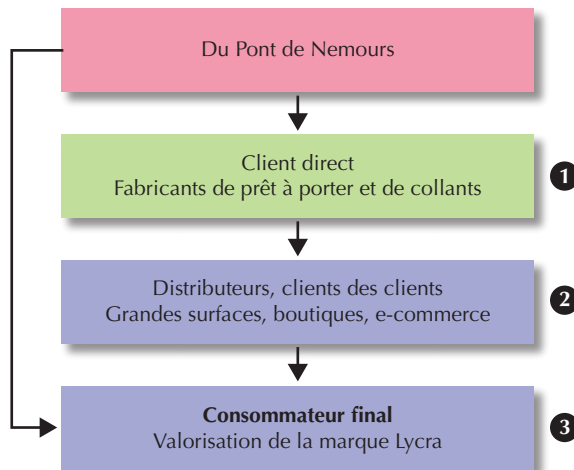 Du Pont de Nemours
Client direct
Fabricants de prêt à porter et de collants
1
Distributeurs, clients des clients
Grandes surfaces, boutiques, e-commerce
2
Consommateur final
Valorisation de la marque Lycra
3